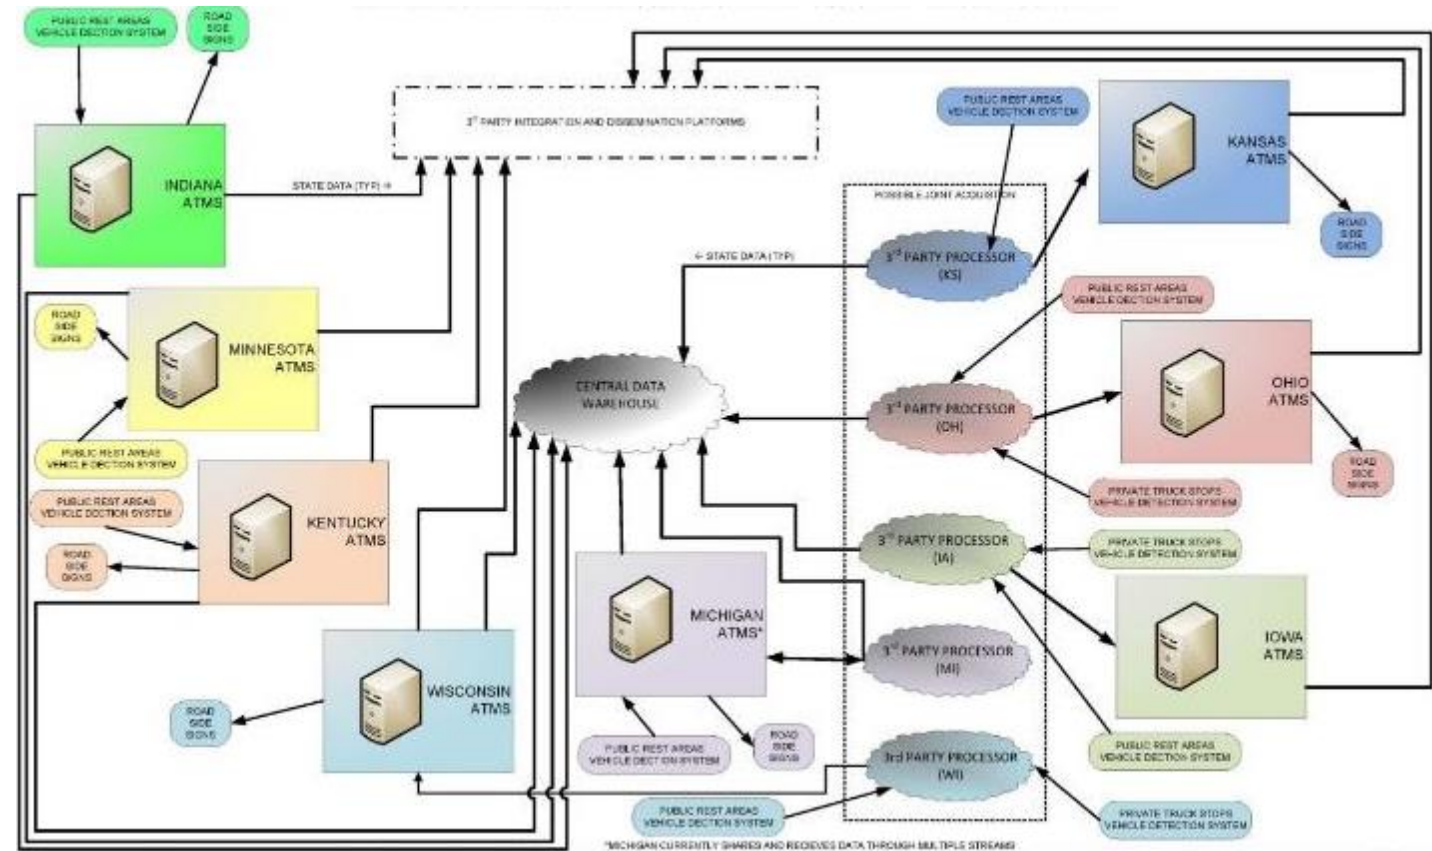 PUBLIC REST AREAS
VEHICLE DECTION SYSTEM
ROAD
SIDE
SIGNS
INDIANA
ATMS
STATE DATA (TYP) →
3RD PARTY INTEGRATION AND DISSEMINATION PLATFORMS
PUBLIC REST AREAS
VEHICLE DECTION SYSTEM
KANSAS
ATMS
ROAD
SIDE
SIGNS
POSSIBLE JOINT ACQUISITION
3rd PARTY PROCESSOR
(KS)
← STATE DATA (TYP)
PUBLIC REST AREAS
VEHICLE DECTION SYSTEM
ROAD
SIDE
SIGNS
MINNESOTA
ATMS
PUBLIC REST AREAS
VEHICLE DECTION SYSTEM
CENTRAL DATA
WAREHOUSE
3rd PARTY PROCESSOR
(OH)
OHIO
ATMS
ROAD
SIDE
SIGNS
PRIVATE TRUCK STOPS
VEHICLE DETECTION SYSTEM
PUBLIC REST AREAS
VEHICLE DECTION SYSTEM
KENTUCKY
ATMS
ROAD
SIDE
SIGNS
3rd PARTY PROCESSOR
(IA)
PRIVATE TRUCK STOPS
VEHICLE DETECTION SYSTEM
IOWA
ATMS
MICHIGAN
ATMS*
3rd PARTY PROCESSOR
(MI)
WISCONSIN
ATMS
ROAD
SIDE
SIGNS
PUBLIC REST AREAS
VEHICLE DECTION SYSTEM
ROAD
SIDE
SIGNS
3rd PARTY PROCESSOR
(WI)
PUBLIC REST AREAS
VEHICLE DECTION SYSTEM
PUBLIC REST AREAS
VEHICLE DECTION SYSTEM
PRIVATE TRUCK STOPS
VEHICLE DETECTION SYSTEM
*MICHIGAN CURRENTLY SHARES AND RECIEVES DATA THROUGH MULTIPLE STREAMS